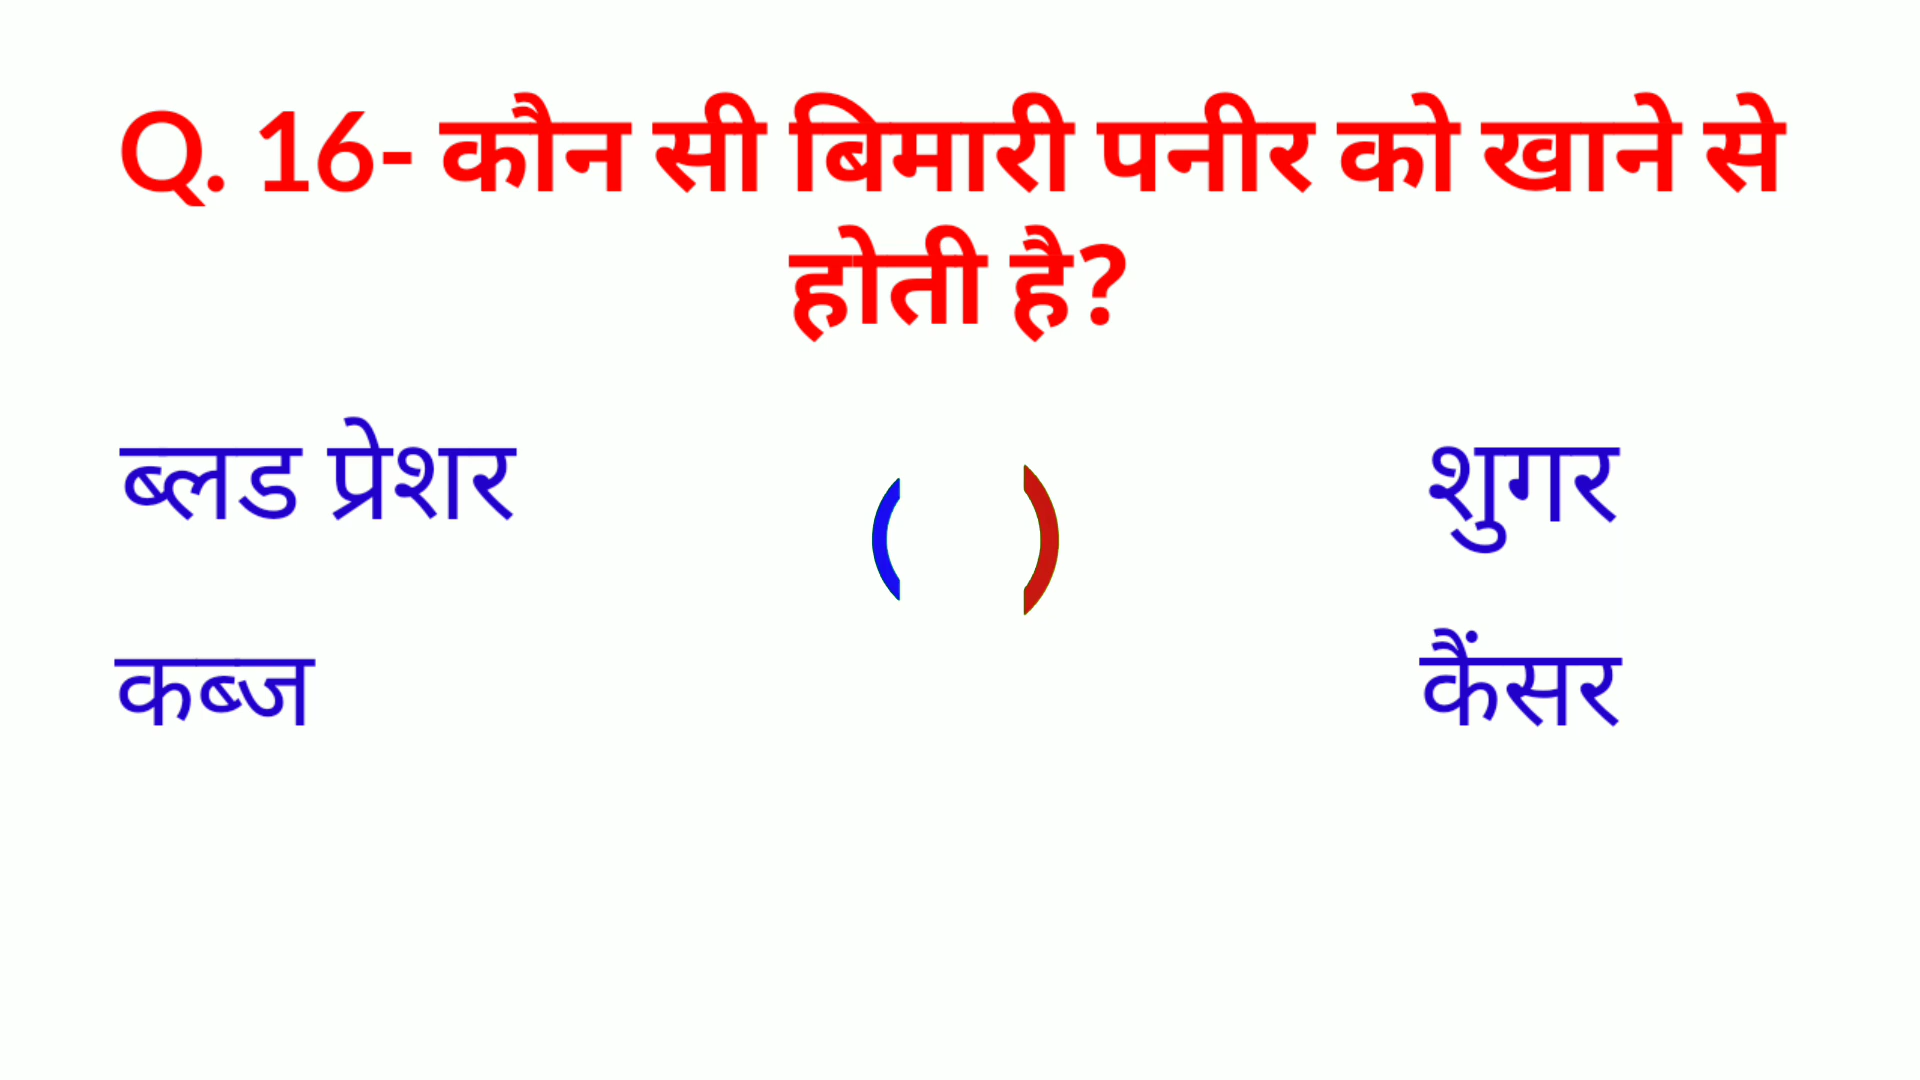 Q. 16- कौन सी बिमारी पनीर को खाने से
होती है?
ब्लड प्रेशर
शुगर
कब्ज
कैंसर